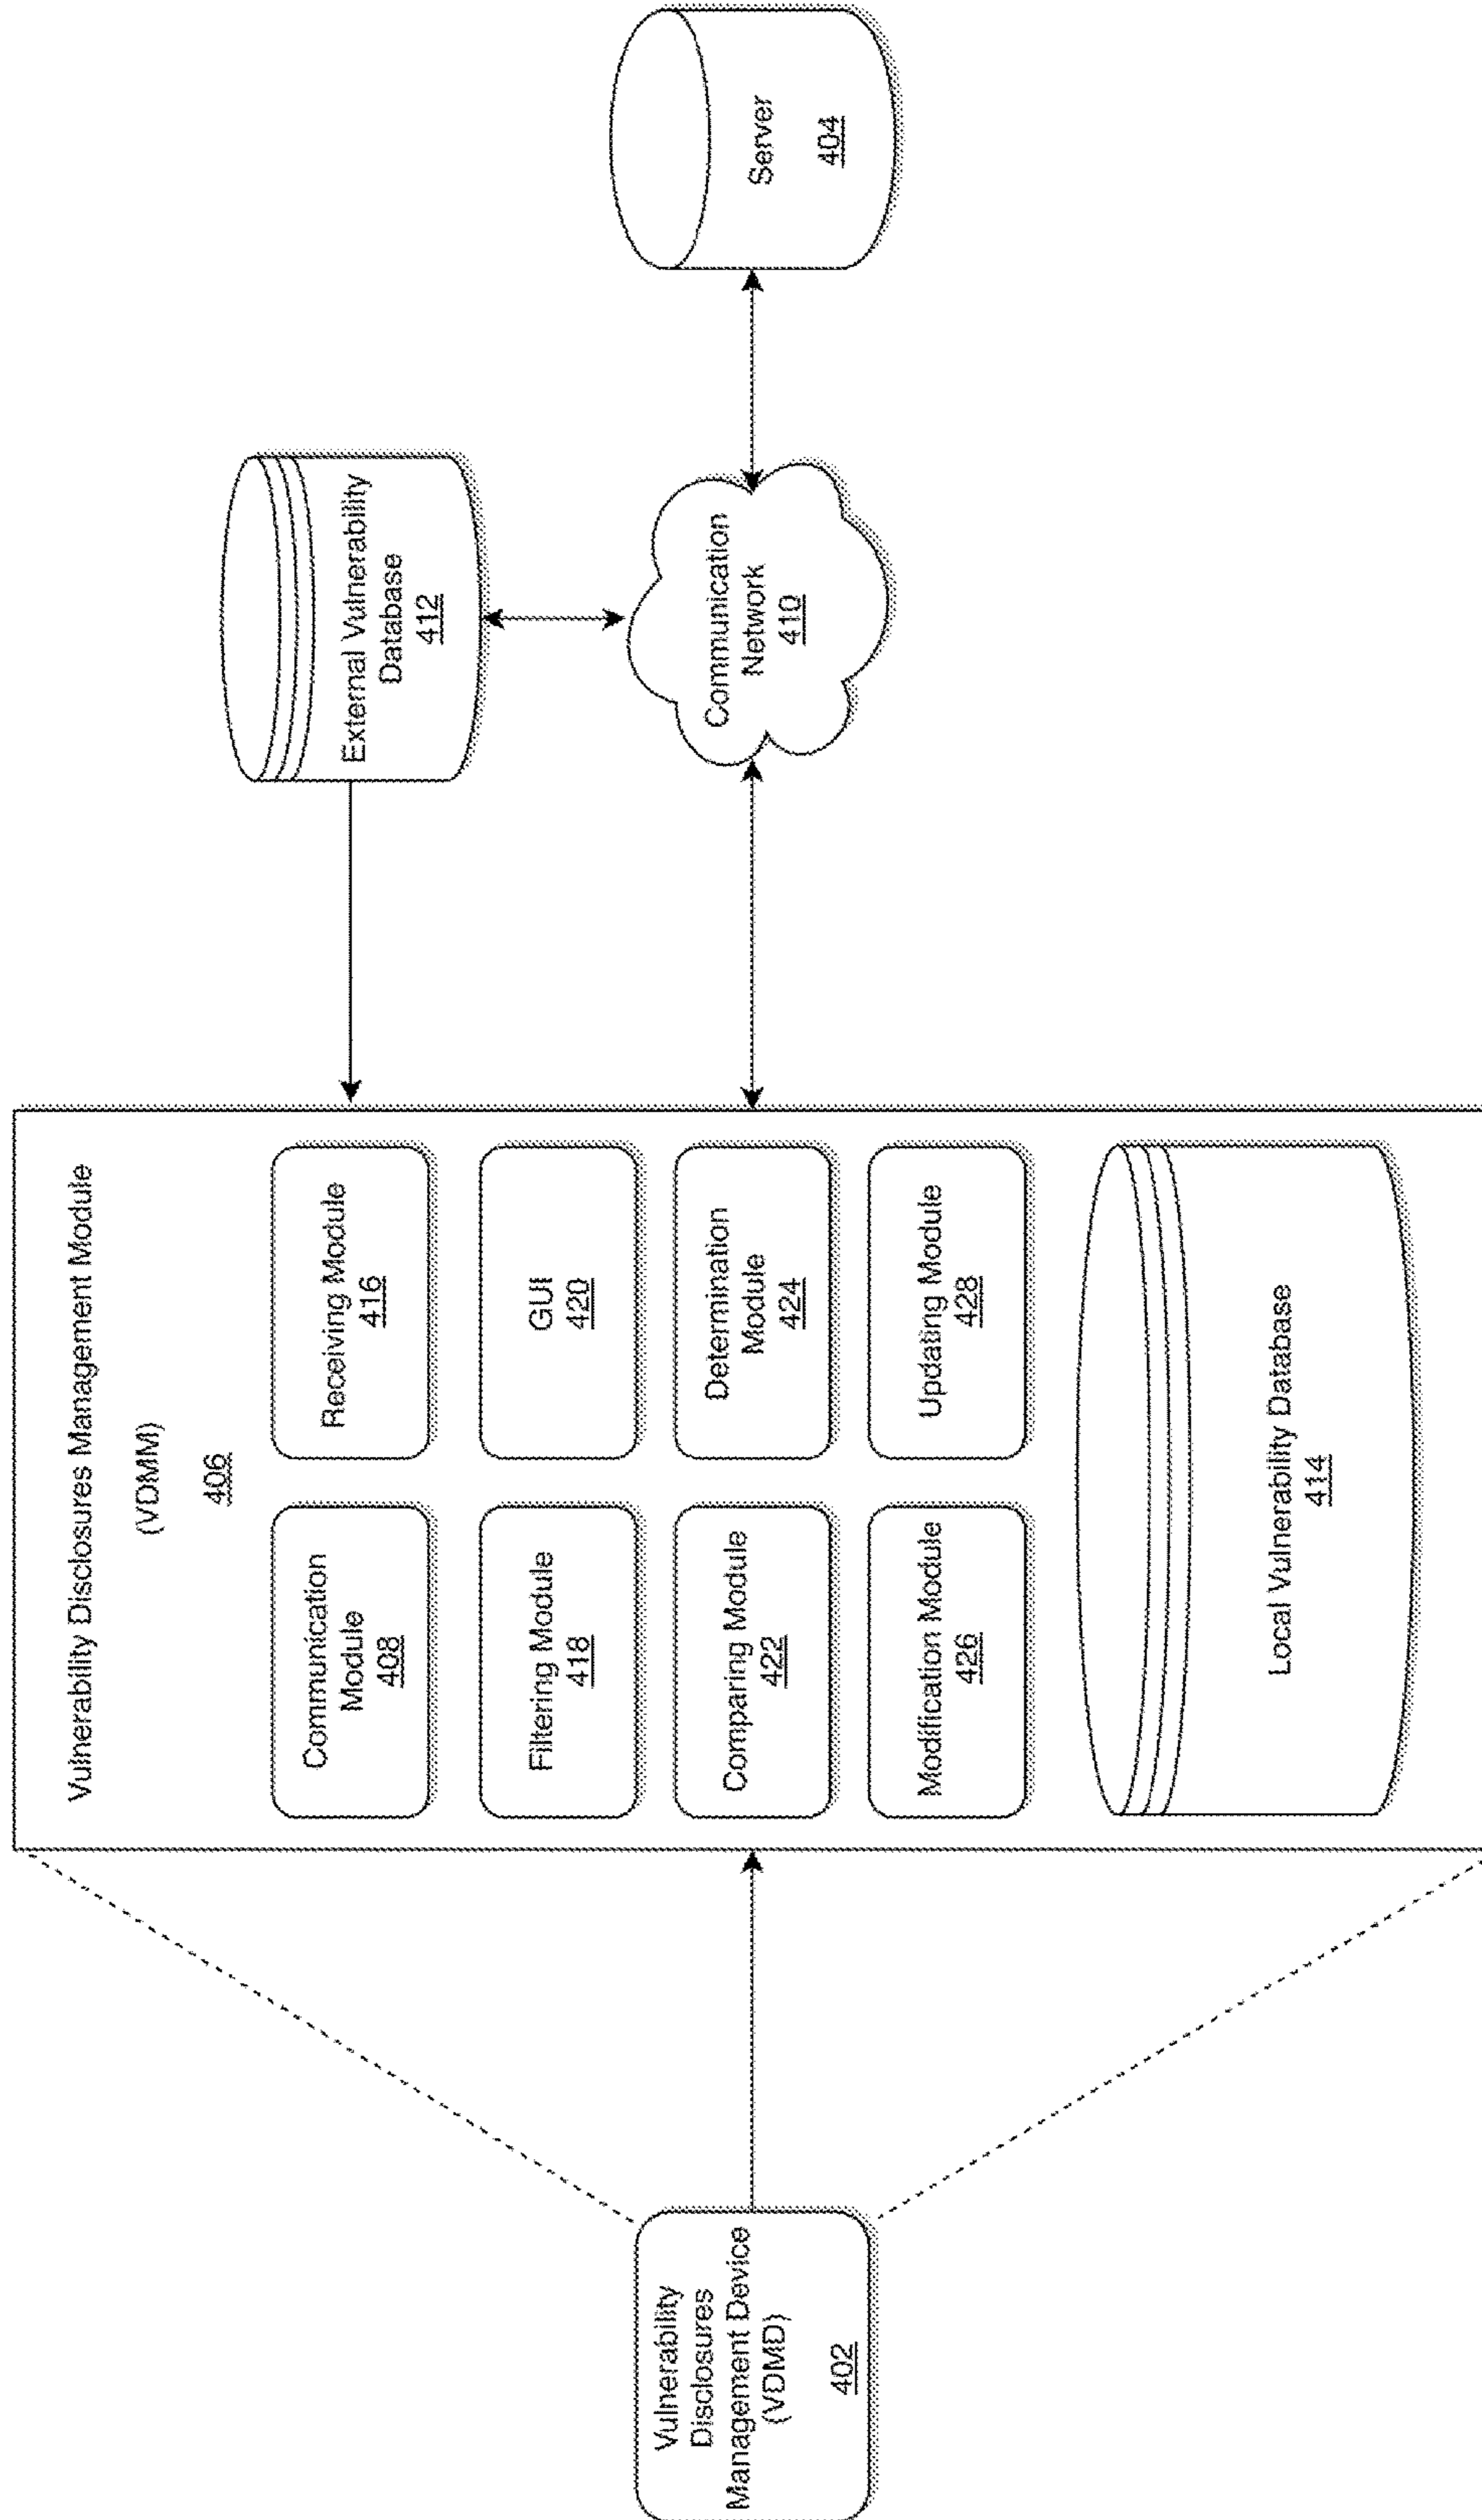 Vulnerability
Disclosures
Management Device
(VDMD)
402
Vulnerability Disclosures Management Module
(VDMM)
406
Communication
Module
408
Receiving Module
416
Filtering Module
418
GUI
420
Comparing Module
422
Determination
Module
424
Modification Module
426
Updating Module
428
Local Vulnerability Database
414
External Vulnerability
Database
412
Communication
Network
410
Server
404